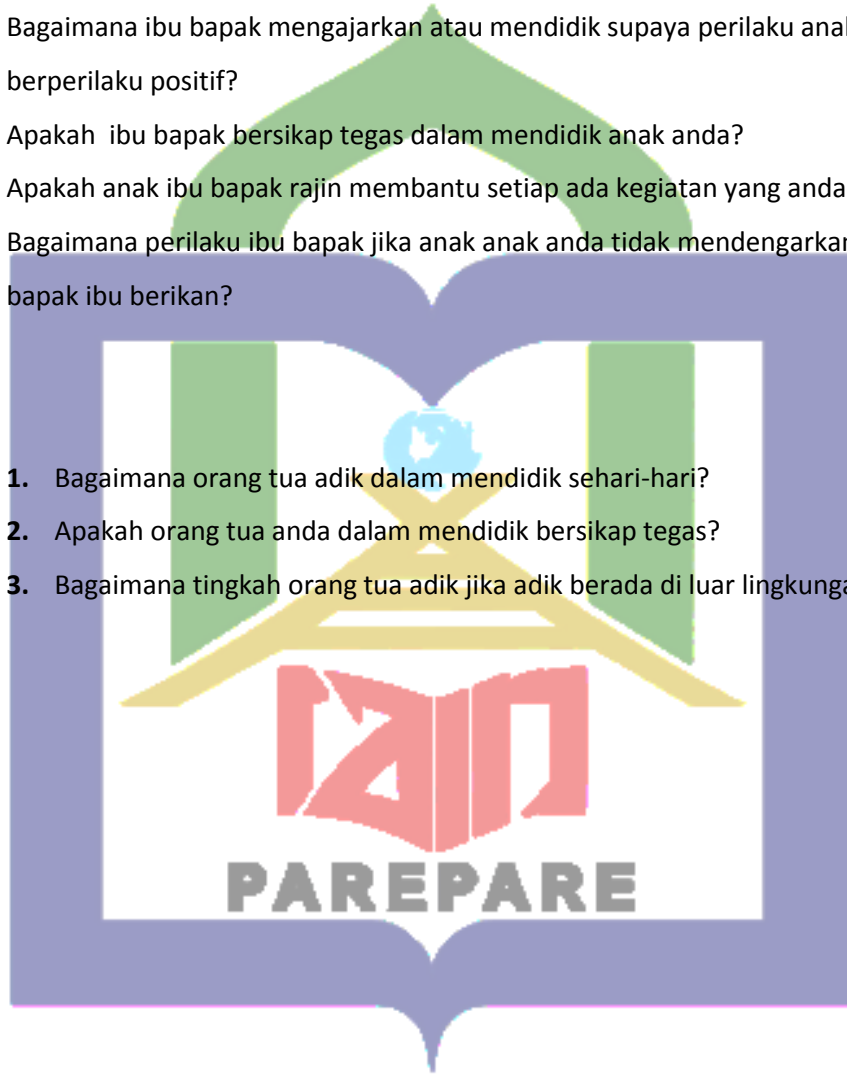 Bagaimana ibu bapak mengajarkan atau mendidik supaya perilaku anak
berperilaku positif?
Apakah ibu bapak bersikap tegas dalam mendidik anak anda?
Apakah anak ibu bapak rajin membantu setiap ada kegiatan yang anda
Bagaimana perilaku ibu bapak jika anak anak anda tidak mendengarkan
bapak ibu berikan?
1. Bagaimana orang tua adik dalam mendidik sehari-hari?
2. Apakah orang tua anda dalam mendidik bersikap tegas?
3. Bagaimana tingkah orang tua adik jika adik berada di luar lingkunga
iain
PAREPARE